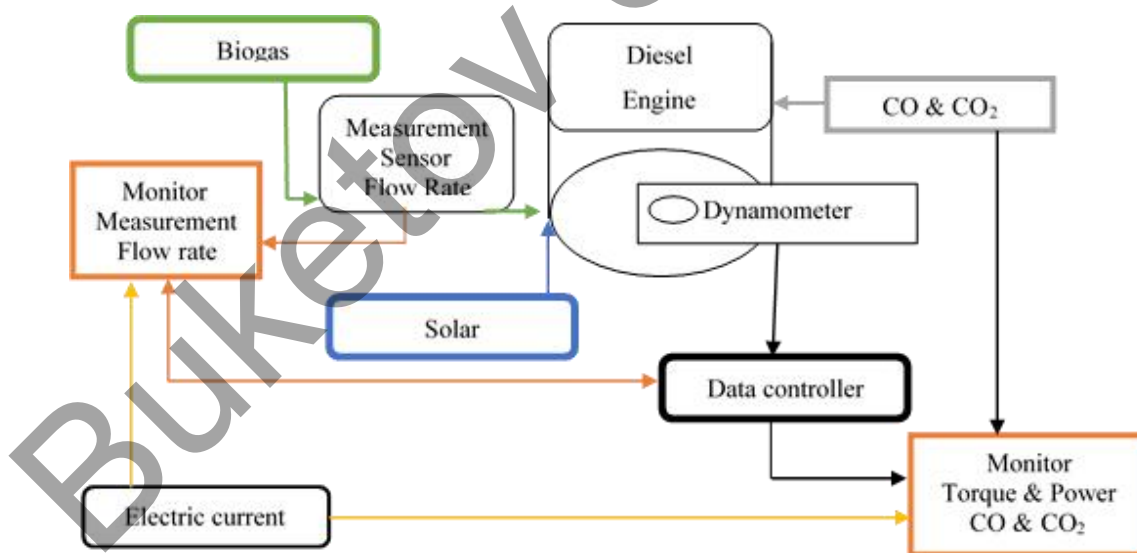 Biogas
Diesel
Engine
CO & CO₂
Measurement
Sensor
Flow Rate
Monitor
Measurement
Flow rate
Dynamometer
Solar
Data controller
Electric current
Monitor
Torque & Power
CO & CO₂
Buketov